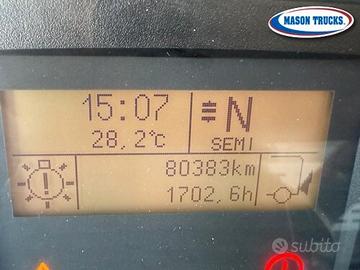 MASON TRUCKS.
15:07
N
28,2°C
SEMI
80383km
1702,6h
subito